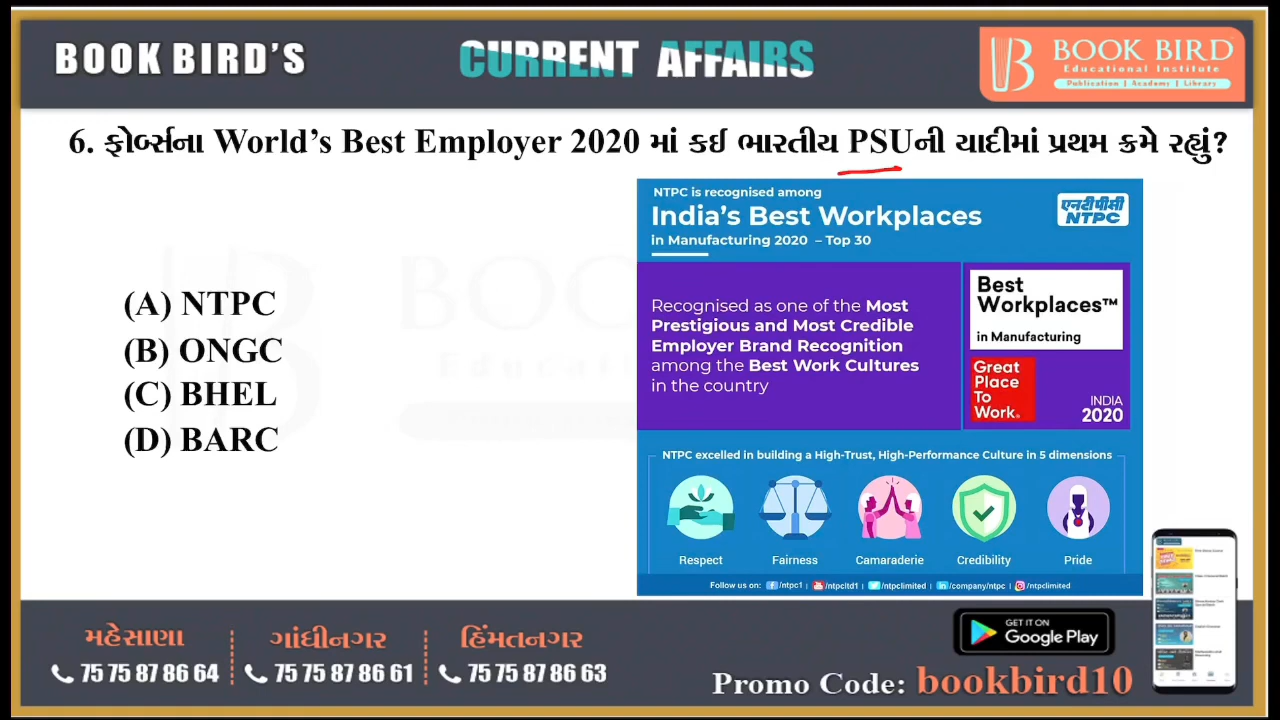 BOOK BIRD'S
CURRENT AFFAIRS
BOOK BIRD
Educational Institute
Publication | Academy | Library
6. ફોર્બ્સના World's Best Employer 2020 માં કઈ ભારતીય PSUની યાદીમાં પ્રથમ ક્રમે રહ્યું?
(A) NTPC
(B) ONGC
(C) BHEL
(D) BARC
NTPC is recognised among
India's Best Workplaces
in Manufacturing 2020 – Top 30
एनटीपीसी
NTPC
Recognised as one of the Most
Prestigious and Most Credible
Employer Brand Recognition
among the Best Work Cultures
in the country
Best
Workplaces™
in Manufacturing
Great
Place
To
Work.
INDIA
2020
NTPC excelled in building a High-Trust, High-Performance Culture in 5 dimensions
Respect
Fairness
Camaraderie
Credibility
Pride
Follow us on: /ntpc1 | /ntpcltd1 | /ntpclimited | /company/ntpc | /ntpclimited
મહેસાણા
75 75 87 86 64
ગાંધીનગર
75 75 87 86 61
હિંમતનગર
75 75 87 86 63
GET IT ON
Google Play
Promo Code: bookbird10